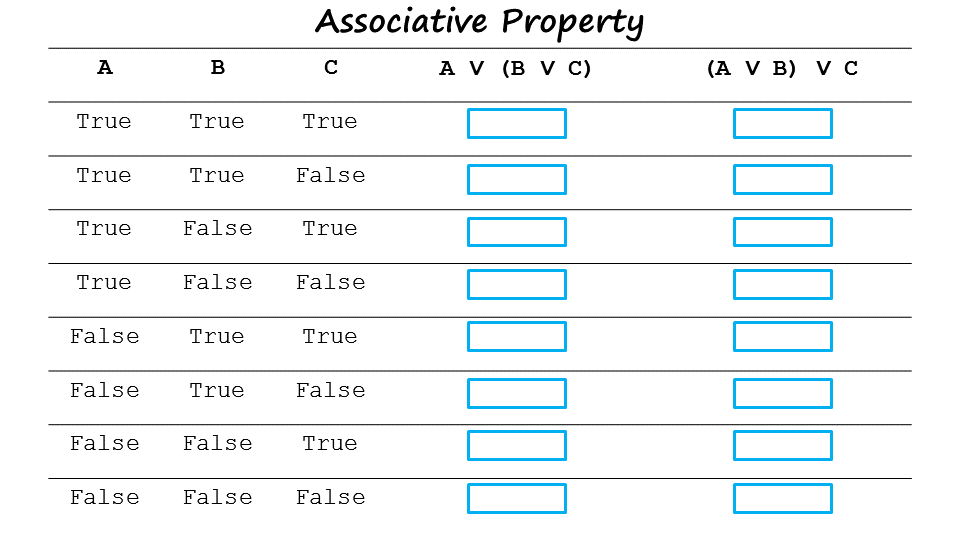 Associative Property
A B C A V (B V C) (A V B) V C
True True True
True True False
True False True
True False False
False True True
False True False
False False True
False False False